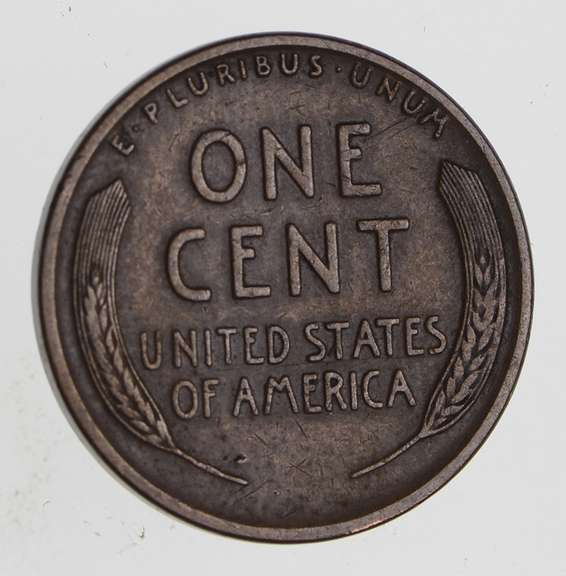 E·PLURIBUS·UNUM
ONE
CENT
UNITED STATES
OF AMERICA